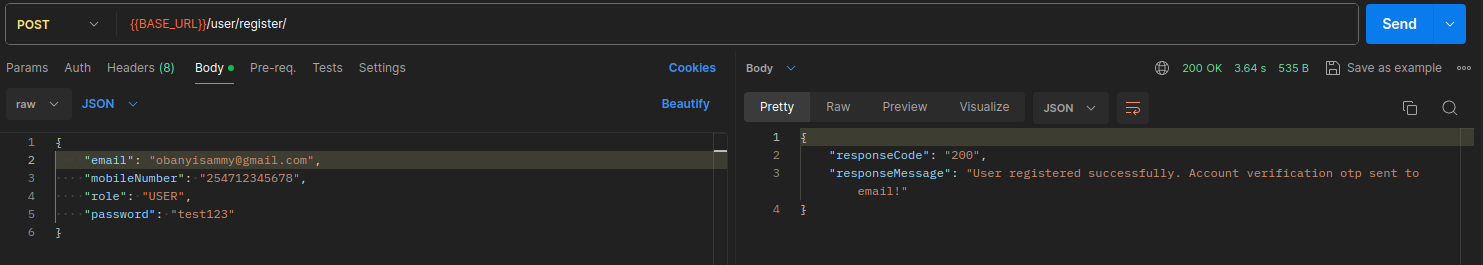 POST {{BASE_URL}}/user/register/ Send
Params Auth Headers (8) Body Pre-req. Tests Settings Cookies
Body 200 OK 3.64 s 535 B Save as example
raw JSON Beautify
Pretty Raw Preview Visualize JSON
1 {
2 "email": "obanyisammy@gmail.com",
3 "mobileNumber": "254712345678",
4 "role": "USER",
5 "password": "test123"
6 }
1 {
2 "responseCode": "200",
3 "responseMessage": "User registered successfully. Account verification otp sent to
email!"
4 }